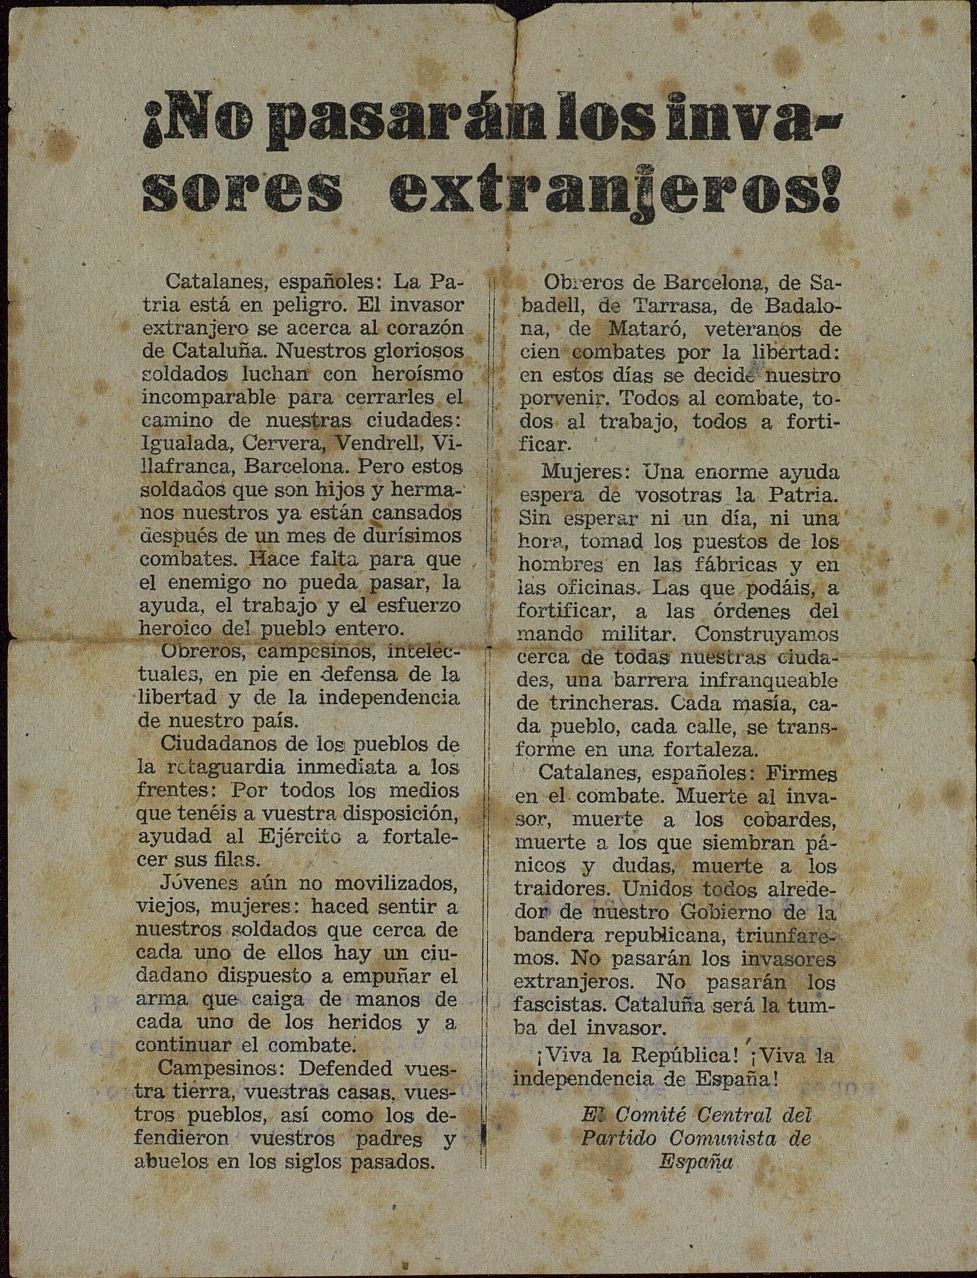 ¡No pasarán los inva-
sores extranjeros!
Catalanes, españoles: La Pa-
tria está en peligro. El invasor
extranjero se acerca al corazón
de Cataluña. Nuestros gloriosos
soldados luchan con heroísmo
incomparable para cerrarles el
camino de nuestras ciudades:
Igualada, Cervera, Vendrell, Vi-
llafranca, Barcelona. Pero estos
soldados que son hijos y herma-
nos nuestros ya están cansados
después de un mes de durísimos
combates. Hace falta para que
el enemigo no pueda pasar, la
ayuda, el trabajo y el esfuerzo
heroico del pueblo entero.
Obreros, campesinos, intelec-
tuales, en pie en defensa de la
libertad y de la independencia
de nuestro país.
Ciudadanos de los pueblos de
la retaguardia inmediata a los
frentes: Por todos los medios
que tenéis a vuestra disposición,
ayudad al Ejército a fortale-
cer sus filas.
Jóvenes aún no movilizados,
viejos, mujeres: haced sentir a
nuestros soldados que cerca de
cada uno de ellos hay un ciu-
dadano dispuesto a empuñar el
arma que caiga de manos de
cada uno de los heridos y a
continuar el combate.
Campesinos: Defended vues-
tra tierra, vuestras casas, vues-
tros pueblos, así como los de-
fendieron vuestros padres y
abuelos en los siglos pasados.
Obreros de Barcelona, de Sa-
badell, de Tarrasa, de Badalo-
na, de Mataró, veteranos de
cien combates por la libertad:
en estos días se decide nuestro
porvenir. Todos al combate, to-
dos al trabajo, todos a forti-
ficar.
Mujeres: Una enorme ayuda
espera de vosotras la Patria.
Sin esperar ni un día, ni una
hora, tomad los puestos de los
hombres en las fábricas y en
las oficinas. Las que podáis, a
fortificar, a las órdenes del
mando militar. Construyamos
cerca de todas nuestras ciuda-
des, una barrera infranqueable
de trincheras. Cada masía, ca-
da pueblo, cada calle, se trans-
forme en una fortaleza.
Catalanes, españoles: Firmes
en el combate. Muerte al inva-
sor, muerte a los cobardes,
muerte a los que siembran pá-
nicos y dudas, muerte a los
traidores. Unidos todos alrede-
dor de nuestro Gobierno de la
bandera republicana, triunfare-
mos. No pasarán los invasores
extranjeros. No pasarán los
fascistas. Cataluña será la tum-
ba del invasor.
¡Viva la República! ¡Viva la
independencia de España!
El Comité Central del
Partido Comunista de
España